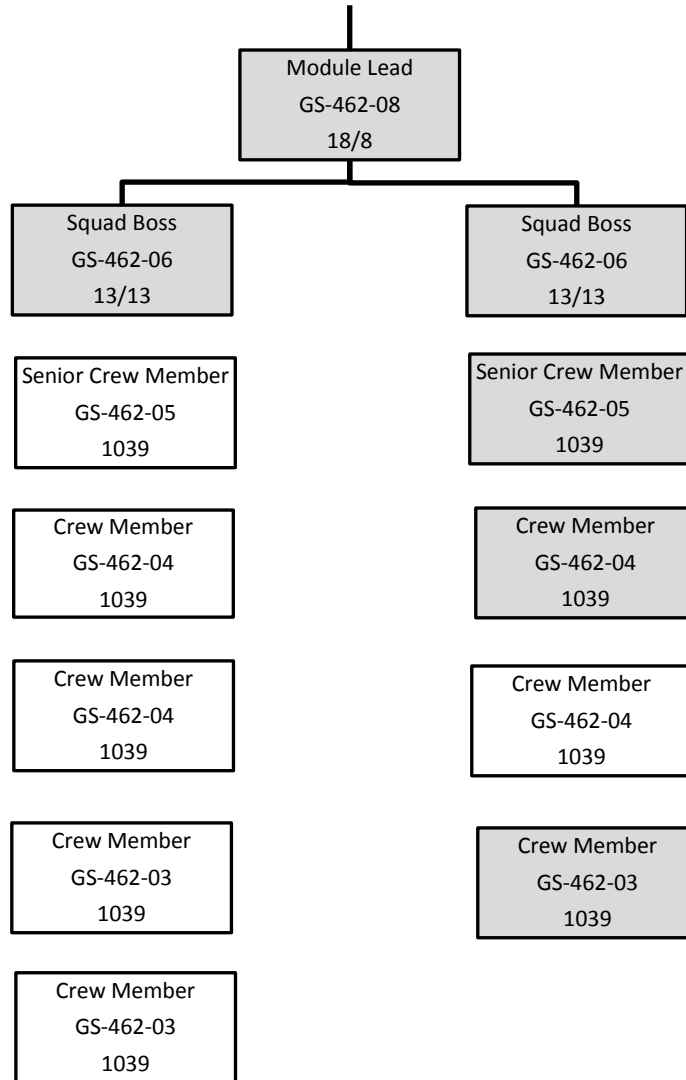 Module Lead
GS-462-08
18/8
Squad Boss
GS-462-06
13/13
Squad Boss
GS-462-06
13/13
Senior Crew Member
GS-462-05
1039
Senior Crew Member
GS-462-05
1039
Crew Member
GS-462-04
1039
Crew Member
GS-462-04
1039
Crew Member
GS-462-04
1039
Crew Member
GS-462-04
1039
Crew Member
GS-462-03
1039
Crew Member
GS-462-03
1039
Crew Member
GS-462-03
1039